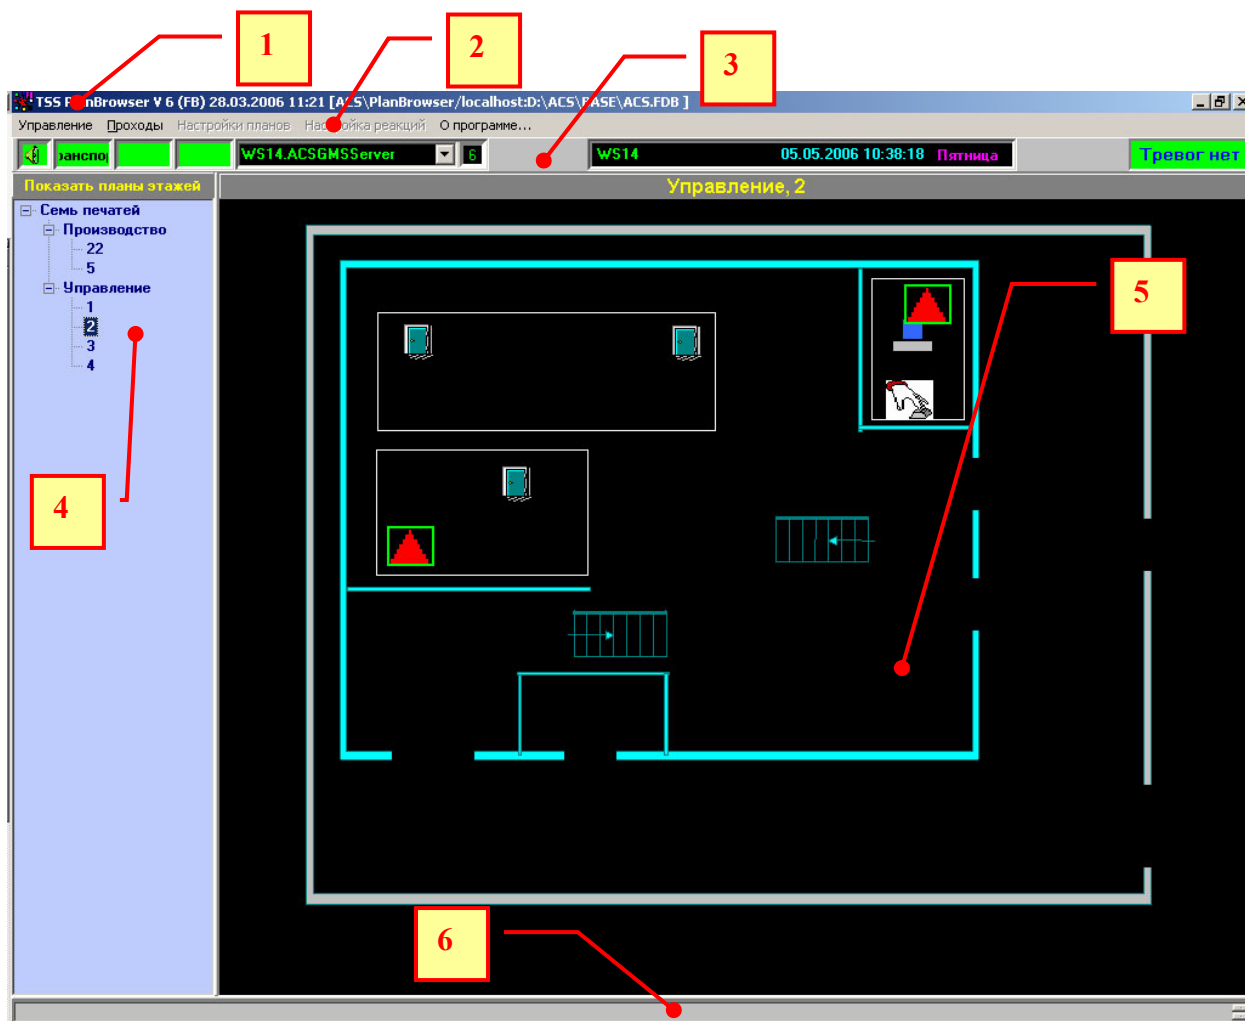 1
2
3
TSS PlanBrowser V 6 (FB) 28.03.2006 11:21 [ACS\PlanBrowser/localhost:D:\ACS\BASE\ACS.FDB ]
Управление Проходы Настройки планов Настройка реакций О программе...
ранспор WS14.ACSGMSServer 6 WS14 05.05.2006 10:38:18 Пятница Тревог нет
Показать планы этажей
Управление, 2
Семь печатей
Производство
22
5
Управление
1
2
3
4
5
4
6